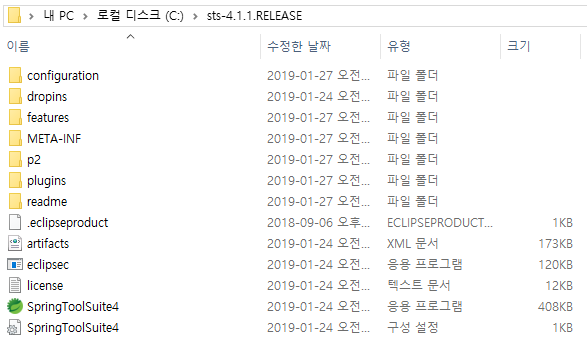 내 PC > 로컬 디스크 (C:) > sts-4.1.1.RELEASE
이름 수정한 날짜 유형 크기
configuration 2019-01-27 오전... 파일 폴더
dropins 2019-01-24 오전... 파일 폴더
features 2019-01-27 오전... 파일 폴더
META-INF 2019-01-27 오전... 파일 폴더
p2 2019-01-27 오전... 파일 폴더
plugins 2019-01-27 오전... 파일 폴더
readme 2019-01-27 오전... 파일 폴더
.eclipseproduct 2018-09-06 오후... ECLIPSEPRODUCT... 1KB
artifacts 2019-01-24 오전... XML 문서 173KB
eclipsec 2019-01-24 오전... 응용 프로그램 120KB
license 2019-01-24 오전... 텍스트 문서 12KB
SpringToolSuite4 2019-01-24 오전... 응용 프로그램 408KB
SpringToolSuite4 2019-01-24 오전... 구성 설정 1KB